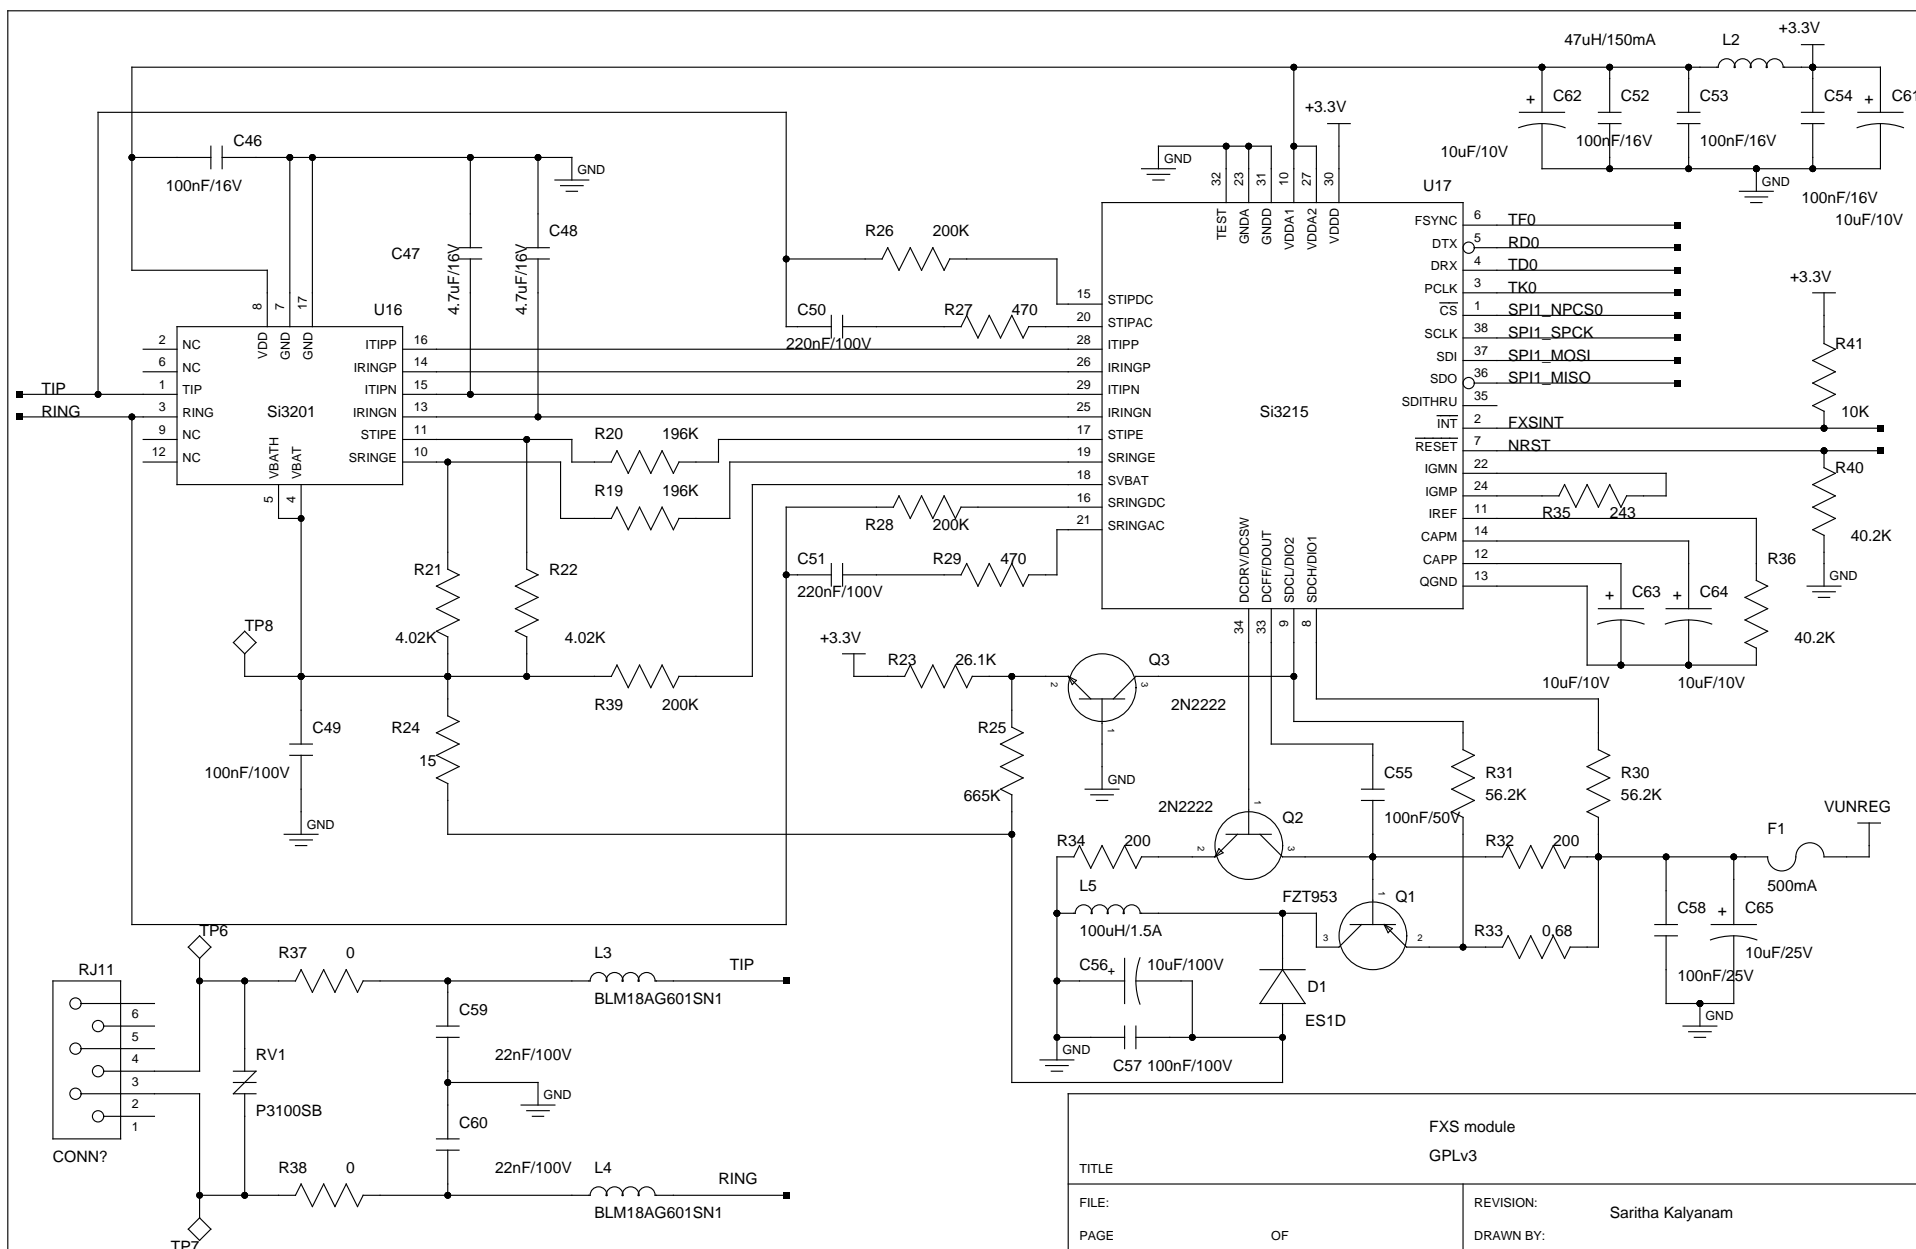 47uH/150mA L2 +3.3V
C62 C52 C53 C54 C61
+ +
+3.3V
10uF/10V 100nF/16V 100nF/16V
GND
100nF/16V
10uF/10V
C46
100nF/16V
GND
C47 C48
4.7uF/16V 4.7uF/16V
R26 200K
C50 R27 470
220nF/100V
GND
32 23 31 10 27 30
TEST GNDA GNDD VDDA1 VDDA2 VDDD
U17
Si3215
15 STIPDC
20 STIPAC
28 ITIPP
26 IRINGP
29 ITIPN
25 IRINGN
17 STIPE
19 SRINGE
18 SVBAT
16 SRINGDC
21 SRINGAC
FSYNC 6 TF0
DTX 5 RD0
DRX 4 TD0
PCLK 3 TK0
CS 1 SPI1_NPCS0
SCLK 38 SPI1_SPCK
SDI 37 SPI1_MOSI
SDO 36 SPI1_MISO
SDITHRU 35
INT 2 FXSINT
RESET 7 NRST
IGMN 22
IGMP 24
IREF 11
CAPM 14
CAPP 12
QGND 13
DCDRV/DCSW DCFF/DOUT SDCL/DIO2 SDCH/DIO1
34 33 9 8
+3.3V
R41
10K
R40
40.2K
GND
R35 243
R36
40.2K
+ C63 + C64
10uF/10V 10uF/10V
U16
8 7 17
VDD GND GND
Si3201
2 NC
6 NC
1 TIP
3 RING
9 NC
12 NC
TIP
RING
ITIPP 16
IRINGP 14
ITIPN 15
IRINGN 13
STIPE 11
SRINGE 10
VBATH VBAT
5 4
R20 196K
R19 196K
R28 200K
C51 R29 470
220nF/100V
R21 R22
4.02K 4.02K
TP8
R39 200K
C49
100nF/100V
GND
R24
15
+3.3V
R23 26.1K
Q3
2 3
1
2N2222
R25
665K
GND
C55
100nF/50V
R31
56.2K
R30
56.2K
2N2222
1
Q2
2 3
R34 200
R32 200
F1
500mA
VUNREG
L5
100uH/1.5A
FZT953
1
Q1
3 2
R33 0.68
C58
100nF/25V
+ C65
10uF/25V
GND
C56 + 10uF/100V
D1
ES1D
GND
C57 100nF/100V
TP6
R37 0
L3
BLM18AG601SN1
TIP
RJ11
6
5
4
3
2
1
CONN?
RV1
P3100SB
C59
22nF/100V
GND
C60
22nF/100V
R38 0
L4
BLM18AG601SN1
RING
TP7
FXS module
GPLv3
TITLE
FILE:
REVISION:
Saritha Kalyanam
PAGE OF
DRAWN BY: